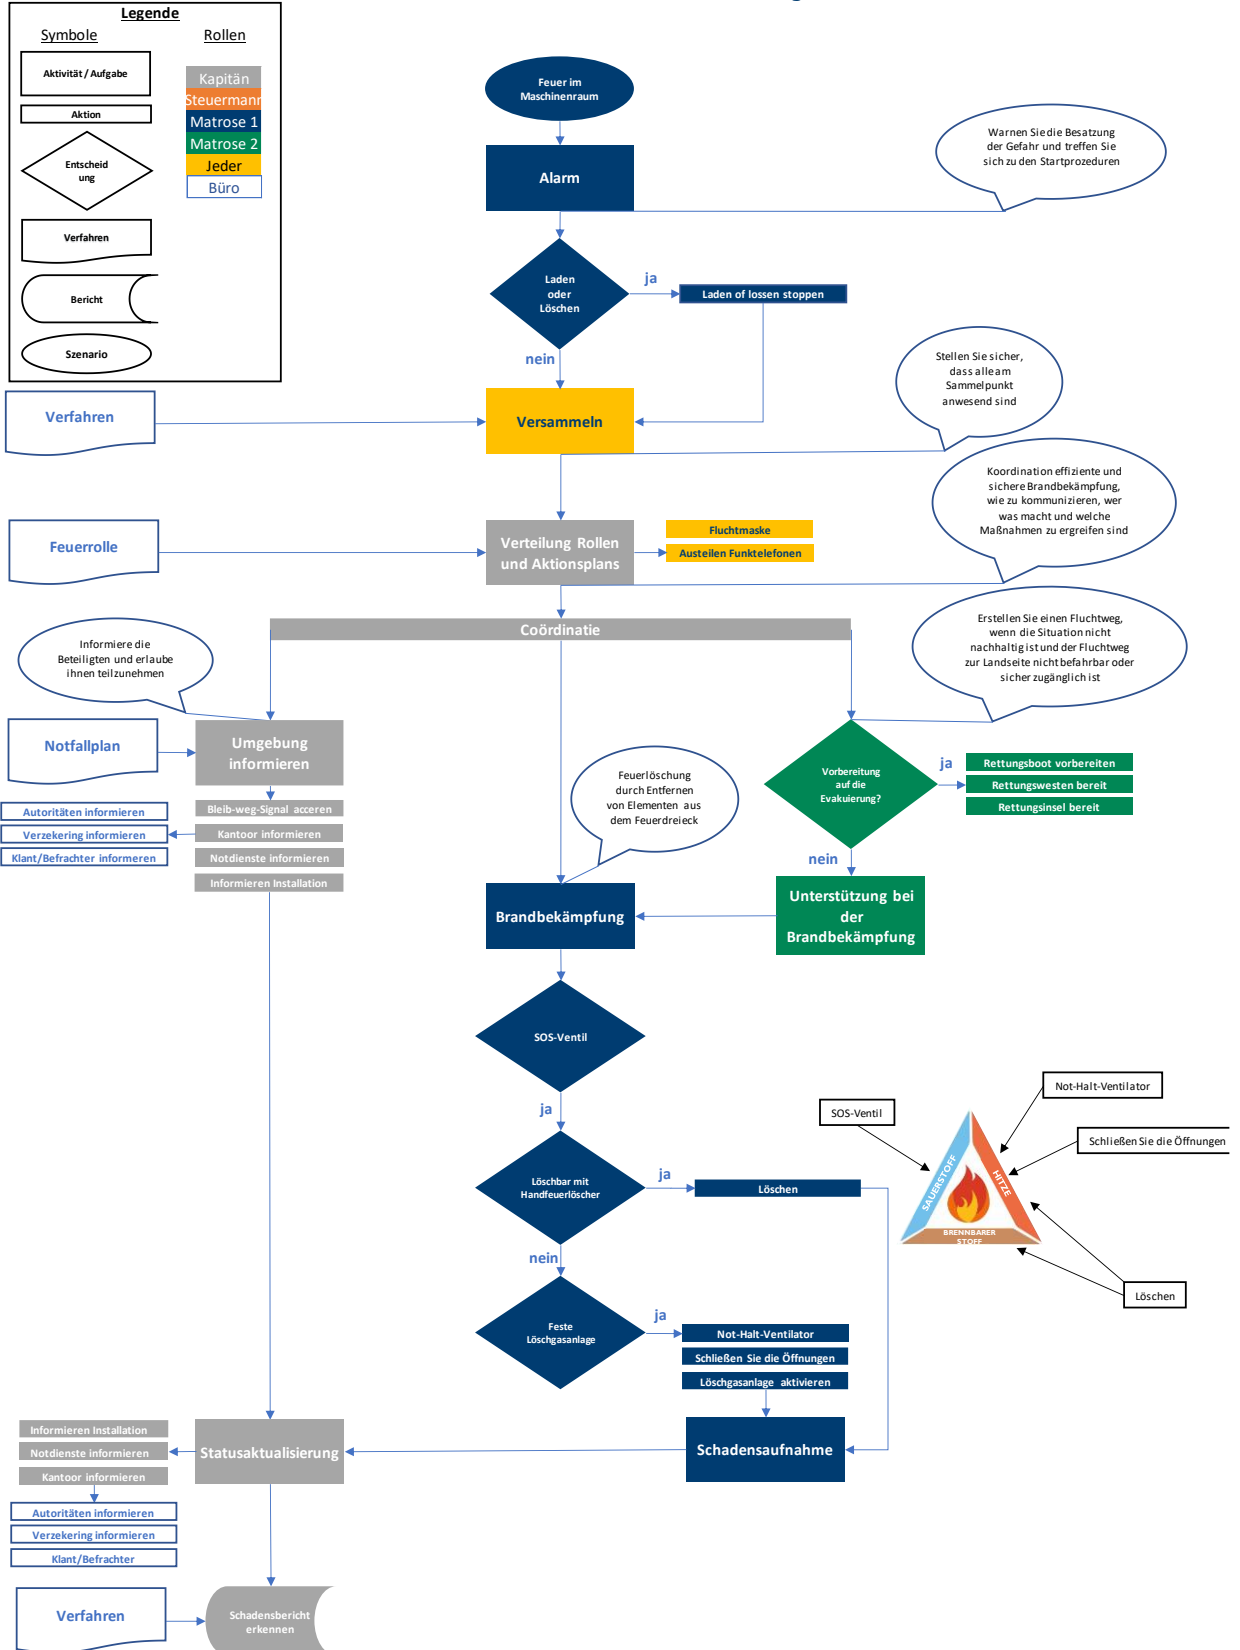 Legende
Symbole
Rollen
Aktivität / Aufgabe
Aktion
Entscheid
ung
Verfahren
Bericht
Szenario
Kapitän
Steuermann
Matrose 1
Matrose 2
Jeder
Büro
Feuer im
Maschinenraum
Alarm
Warnen Sie die Besatzung
der Gefahr und treffen Sie
sich zu den Startprozeduren
Laden
oder
Löschen
ja
Laden of lossen stoppen
nein
Stellen Sie sicher,
dass alle am
Sammelpunkt
anwesend sind
Verfahren
Versammeln
Koordination effiziente und
sichere Brandbekämpfung,
wie zu kommunizieren, wer
was macht und welche
Maßnahmen zu ergreifen sind
Feuerrolle
Verteilung Rollen
und Aktionsplans
Fluchtmaske
Austeilen Funktelefonen
Coördinatie
Erstellen Sie einen Fluchtweg,
wenn die Situation nicht
nachhaltig ist und der Fluchtweg
zur Landseite nicht befahrbar oder
sicher zugänglich ist
Informiere die
Beteiligten und erlaube
ihnen teilzunehmen
Notfallplan
Umgebung
informieren
Vorbereitung
auf die
Evakuierung?
ja
Rettungsboot vorbereiten
Rettungswesten bereit
Rettungsinsel bereit
Feuerlöschung
durch Entfernen
von Elementen aus
dem Feuerdreieck
Autoritäten informieren
Verzekering informieren
Klant/Befrachter informeren
Bleib-weg-Signal acceren
Kantoor informieren
Notdienste informieren
Informieren Installation
nein
Brandbekämpfung
Unterstützung bei
der
Brandbekämpfung
SOS-Ventil
ja
Löschbar mit
Handfeuerlöscher
ja
Löschen
nein
Feste
Löschgasanlage
ja
Not-Halt-Ventilator
Schließen Sie die Öffnungen
Löschgasanlage aktivieren
SOS-Ventil
Not-Halt-Ventilator
Schließen Sie die Öffnungen
SAUERSTOFF
HITZE
BRENNBARER
STOFF
Löschen
Informieren Installation
Notdienste informieren
Kantoor informieren
Statusaktualisierung
Schadensaufnahme
Autoritäten informieren
Verzekering informieren
Klant/Befrachter
Verfahren
Schadensbericht
erkennen